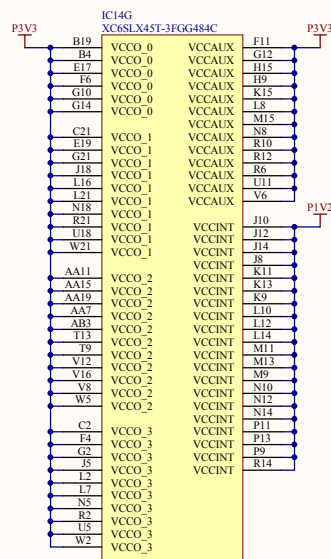 IC14G
P3V3 XC6SLX45T-3FGG484C P3V3
B19 VCCO_0 VCCAUX F11
B4 VCCO_0 VCCAUX G12
E17 VCCO_0 VCCAUX H15
F6 VCCO_0 VCCAUX H9
G10 VCCO_0 VCCAUX K15
G14 VCCO_0 VCCAUX L8
VCCAUX M15
C21 VCCO_1 VCCAUX N8
E19 VCCO_1 VCCAUX R10
G21 VCCO_1 VCCAUX R12
J18 VCCO_1 VCCAUX R6
L16 VCCO_1 VCCAUX U11
L21 VCCO_1 VCCAUX V6
N18 VCCO_1 P1V2
R21 VCCO_1 VCCINT J10
U18 VCCO_1 VCCINT J12
W21 VCCO_1 VCCINT J14
VCCINT J8
AA11 VCCO_2 VCCINT K11
AA15 VCCO_2 VCCINT K13
AA19 VCCO_2 VCCINT K9
AA7 VCCO_2 VCCINT L10
AB3 VCCO_2 VCCINT L12
T13 VCCO_2 VCCINT L14
T9 VCCO_2 VCCINT M11
V12 VCCO_2 VCCINT M13
V16 VCCO_2 VCCINT M9
V8 VCCO_2 VCCINT N10
W5 VCCO_2 VCCINT N12
VCCINT N14
C2 VCCO_3 VCCINT P11
F4 VCCO_3 VCCINT P13
G2 VCCO_3 VCCINT P9
J5 VCCO_3 VCCINT R14
L2 VCCO_3
L7 VCCO_3
N5 VCCO_3
R2 VCCO_3
U5 VCCO_3
W2 VCCO_3